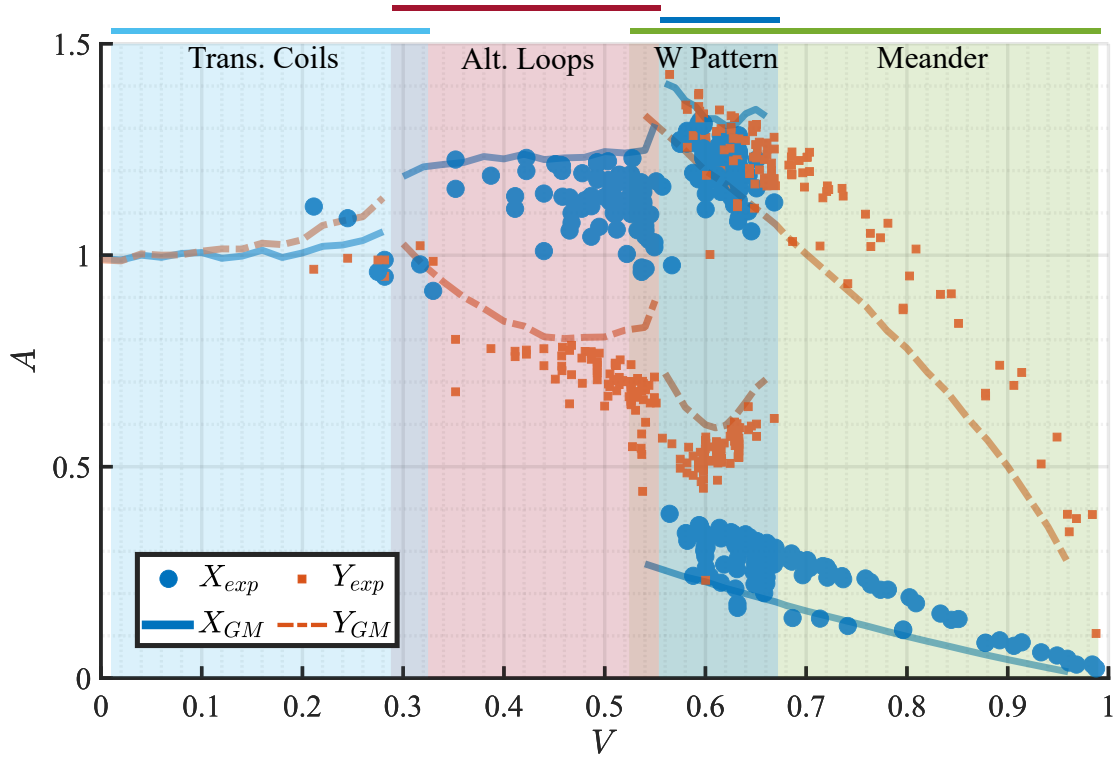 Trans. Coils Alt. Loops W Pattern Meander
1.5
1
0.5
0
A
X_exp Y_exp
X_GM Y_GM
0 0.1 0.2 0.3 0.4 0.5 0.6 0.7 0.8 0.9 1
V